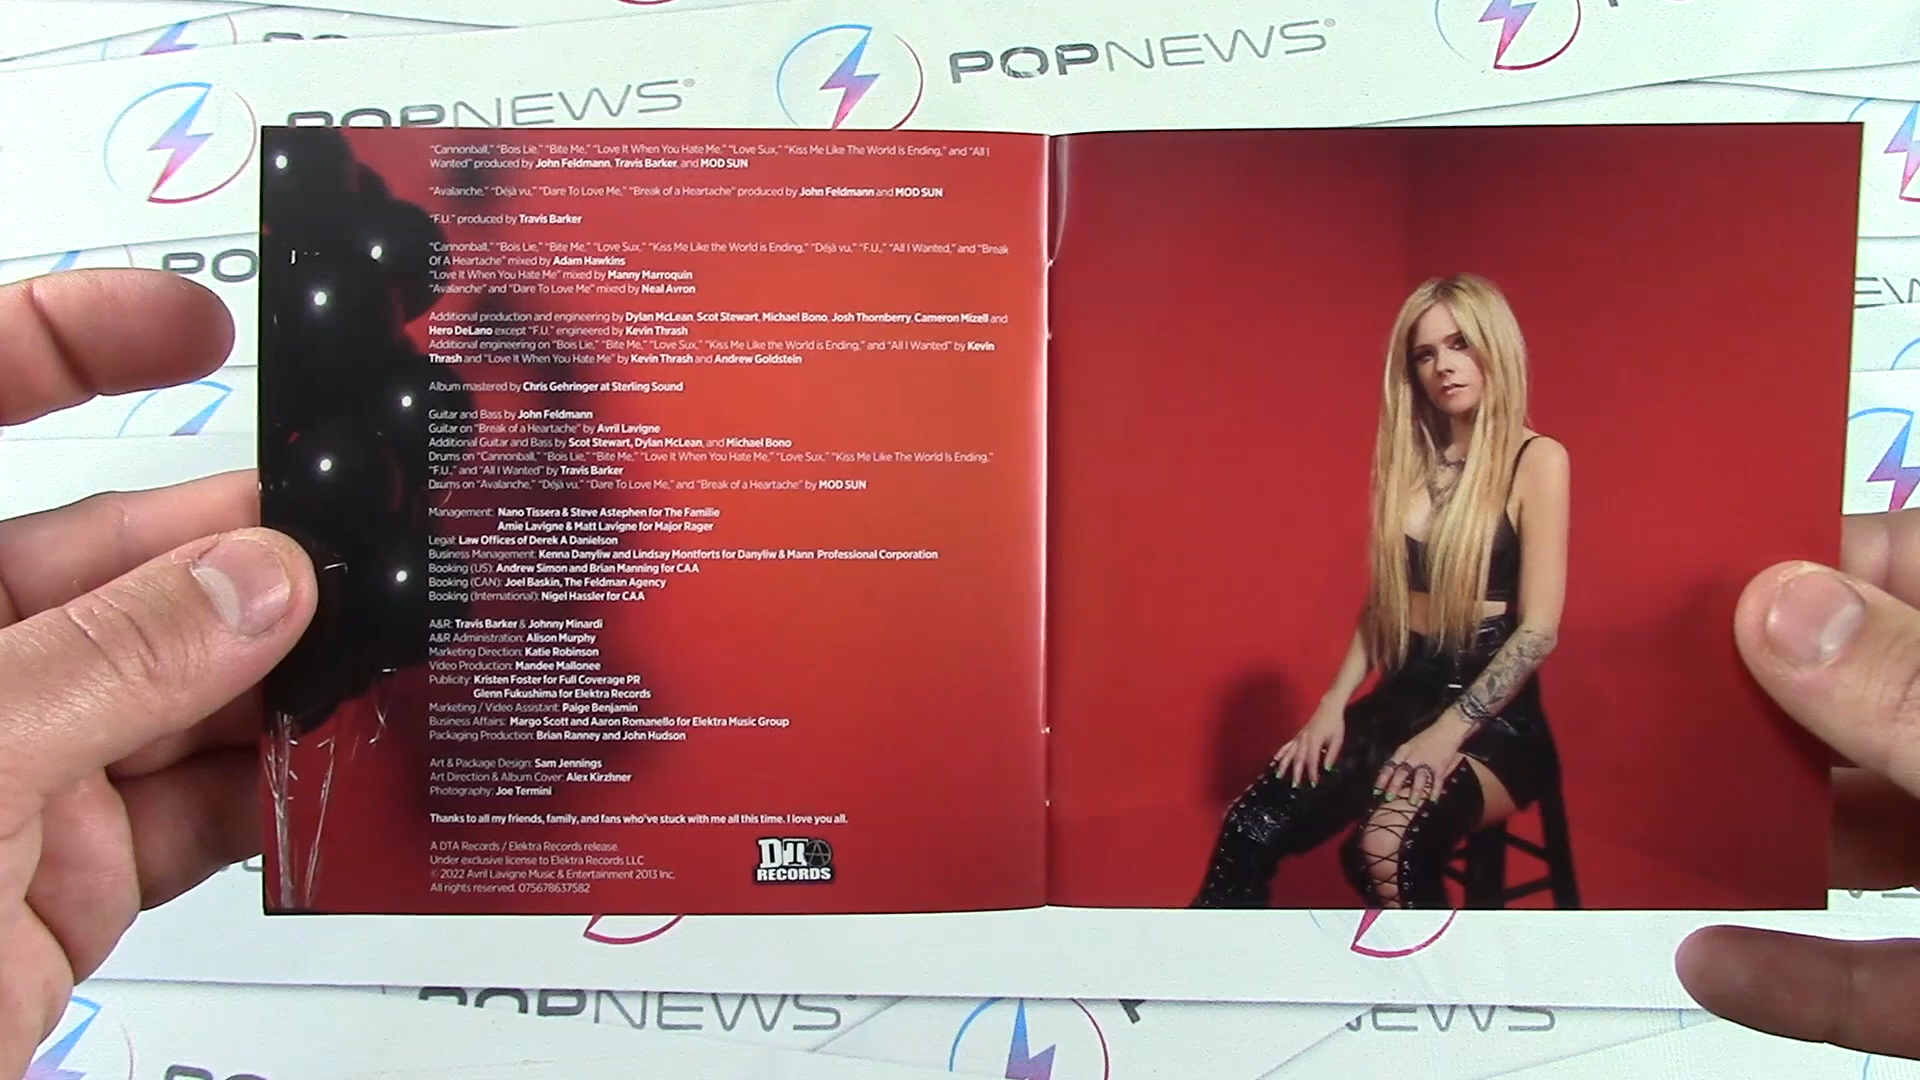 POPNEWS®
POPNEWS®
"Cannonball," "Bois Lie," "Bite Me," "Love It When You Hate Me," "Love Sux," "Kiss Me Like The World is Ending," and "All I
Wanted" produced by John Feldmann, Travis Barker, and MOD SUN
"Avalanche," "Déjà vu," "Dare To Love Me," "Break of a Heartache" produced by John Feldmann and MOD SUN
"F.U." produced by Travis Barker
"Cannonball," "Bois Lie," "Bite Me," "Love Sux," "Kiss Me Like the World is Ending," "Déjà vu," "F.U.," "All I Wanted," and "Break
Of A Heartache" mixed by Adam Hawkins
"Love It When You Hate Me" mixed by Manny Marroquin
"Avalanche" and "Dare To Love Me" mixed by Neal Avron
Additional production and engineering by Dylan McLean, Scot Stewart, Michael Bono, Josh Thornberry, Cameron Mizell and
Hero DeLano except "F.U." engineered by Kevin Thrash
Additional engineering on "Bois Lie," "Bite Me," "Love Sux," "Kiss Me Like the World is Ending," and "All I Wanted" by Kevin
Thrash and "Love It When You Hate Me" by Kevin Thrash and Andrew Goldstein
Album mastered by Chris Gehringer at Sterling Sound
Guitar and Bass by John Feldmann
Guitar on "Break of a Heartache" by Avril Lavigne
Additional Guitar and Bass by Scot Stewart, Dylan McLean, and Michael Bono
Drums on "Cannonball," "Bois Lie," "Bite Me," "Love It When You Hate Me," "Love Sux," "Kiss Me Like The World Is Ending,"
"F.U.," and "All I Wanted" by Travis Barker
Drums on "Avalanche," "Déjà vu," "Dare To Love Me," and "Break of a Heartache" by MOD SUN
Management: Nano Tissera & Steve Astephen for The Familie
Amie Lavigne & Matt Lavigne for Major Rager
Legal: Law Offices of Derek A Danielson
Business Management: Kenna Danyliw and Lindsay Montforts for Danyliw & Mann Professional Corporation
Booking (US): Andrew Simon and Brian Manning for CAA
Booking (CAN): Joel Baskin, The Feldman Agency
Booking (International): Nigel Hassler for CAA
A&R: Travis Barker & Johnny Minardi
A&R Administration: Alison Murphy
Marketing Direction: Katie Robinson
Video Production: Mandee Mallonee
Publicity: Kristen Foster for Full Coverage PR
Glenn Fukushima for Elektra Records
Marketing / Video Assistant: Paige Benjamin
Business Affairs: Margo Scott and Aaron Romanello for Elektra Music Group
Packaging Production: Brian Ranney and John Hudson
Art & Package Design: Sam Jennings
Art Direction & Album Cover: Alex Kirzhner
Photography: Joe Termini
Thanks to all my friends, family, and fans who've stuck with me all this time. I love you all.
A DTA Records / Elektra Records release.
Under exclusive license to Elektra Records LLC
© 2022 Avril Lavigne Music & Entertainment 2013 Inc.
All rights reserved. 075678637582
DTA
RECORDS
POPNEWS